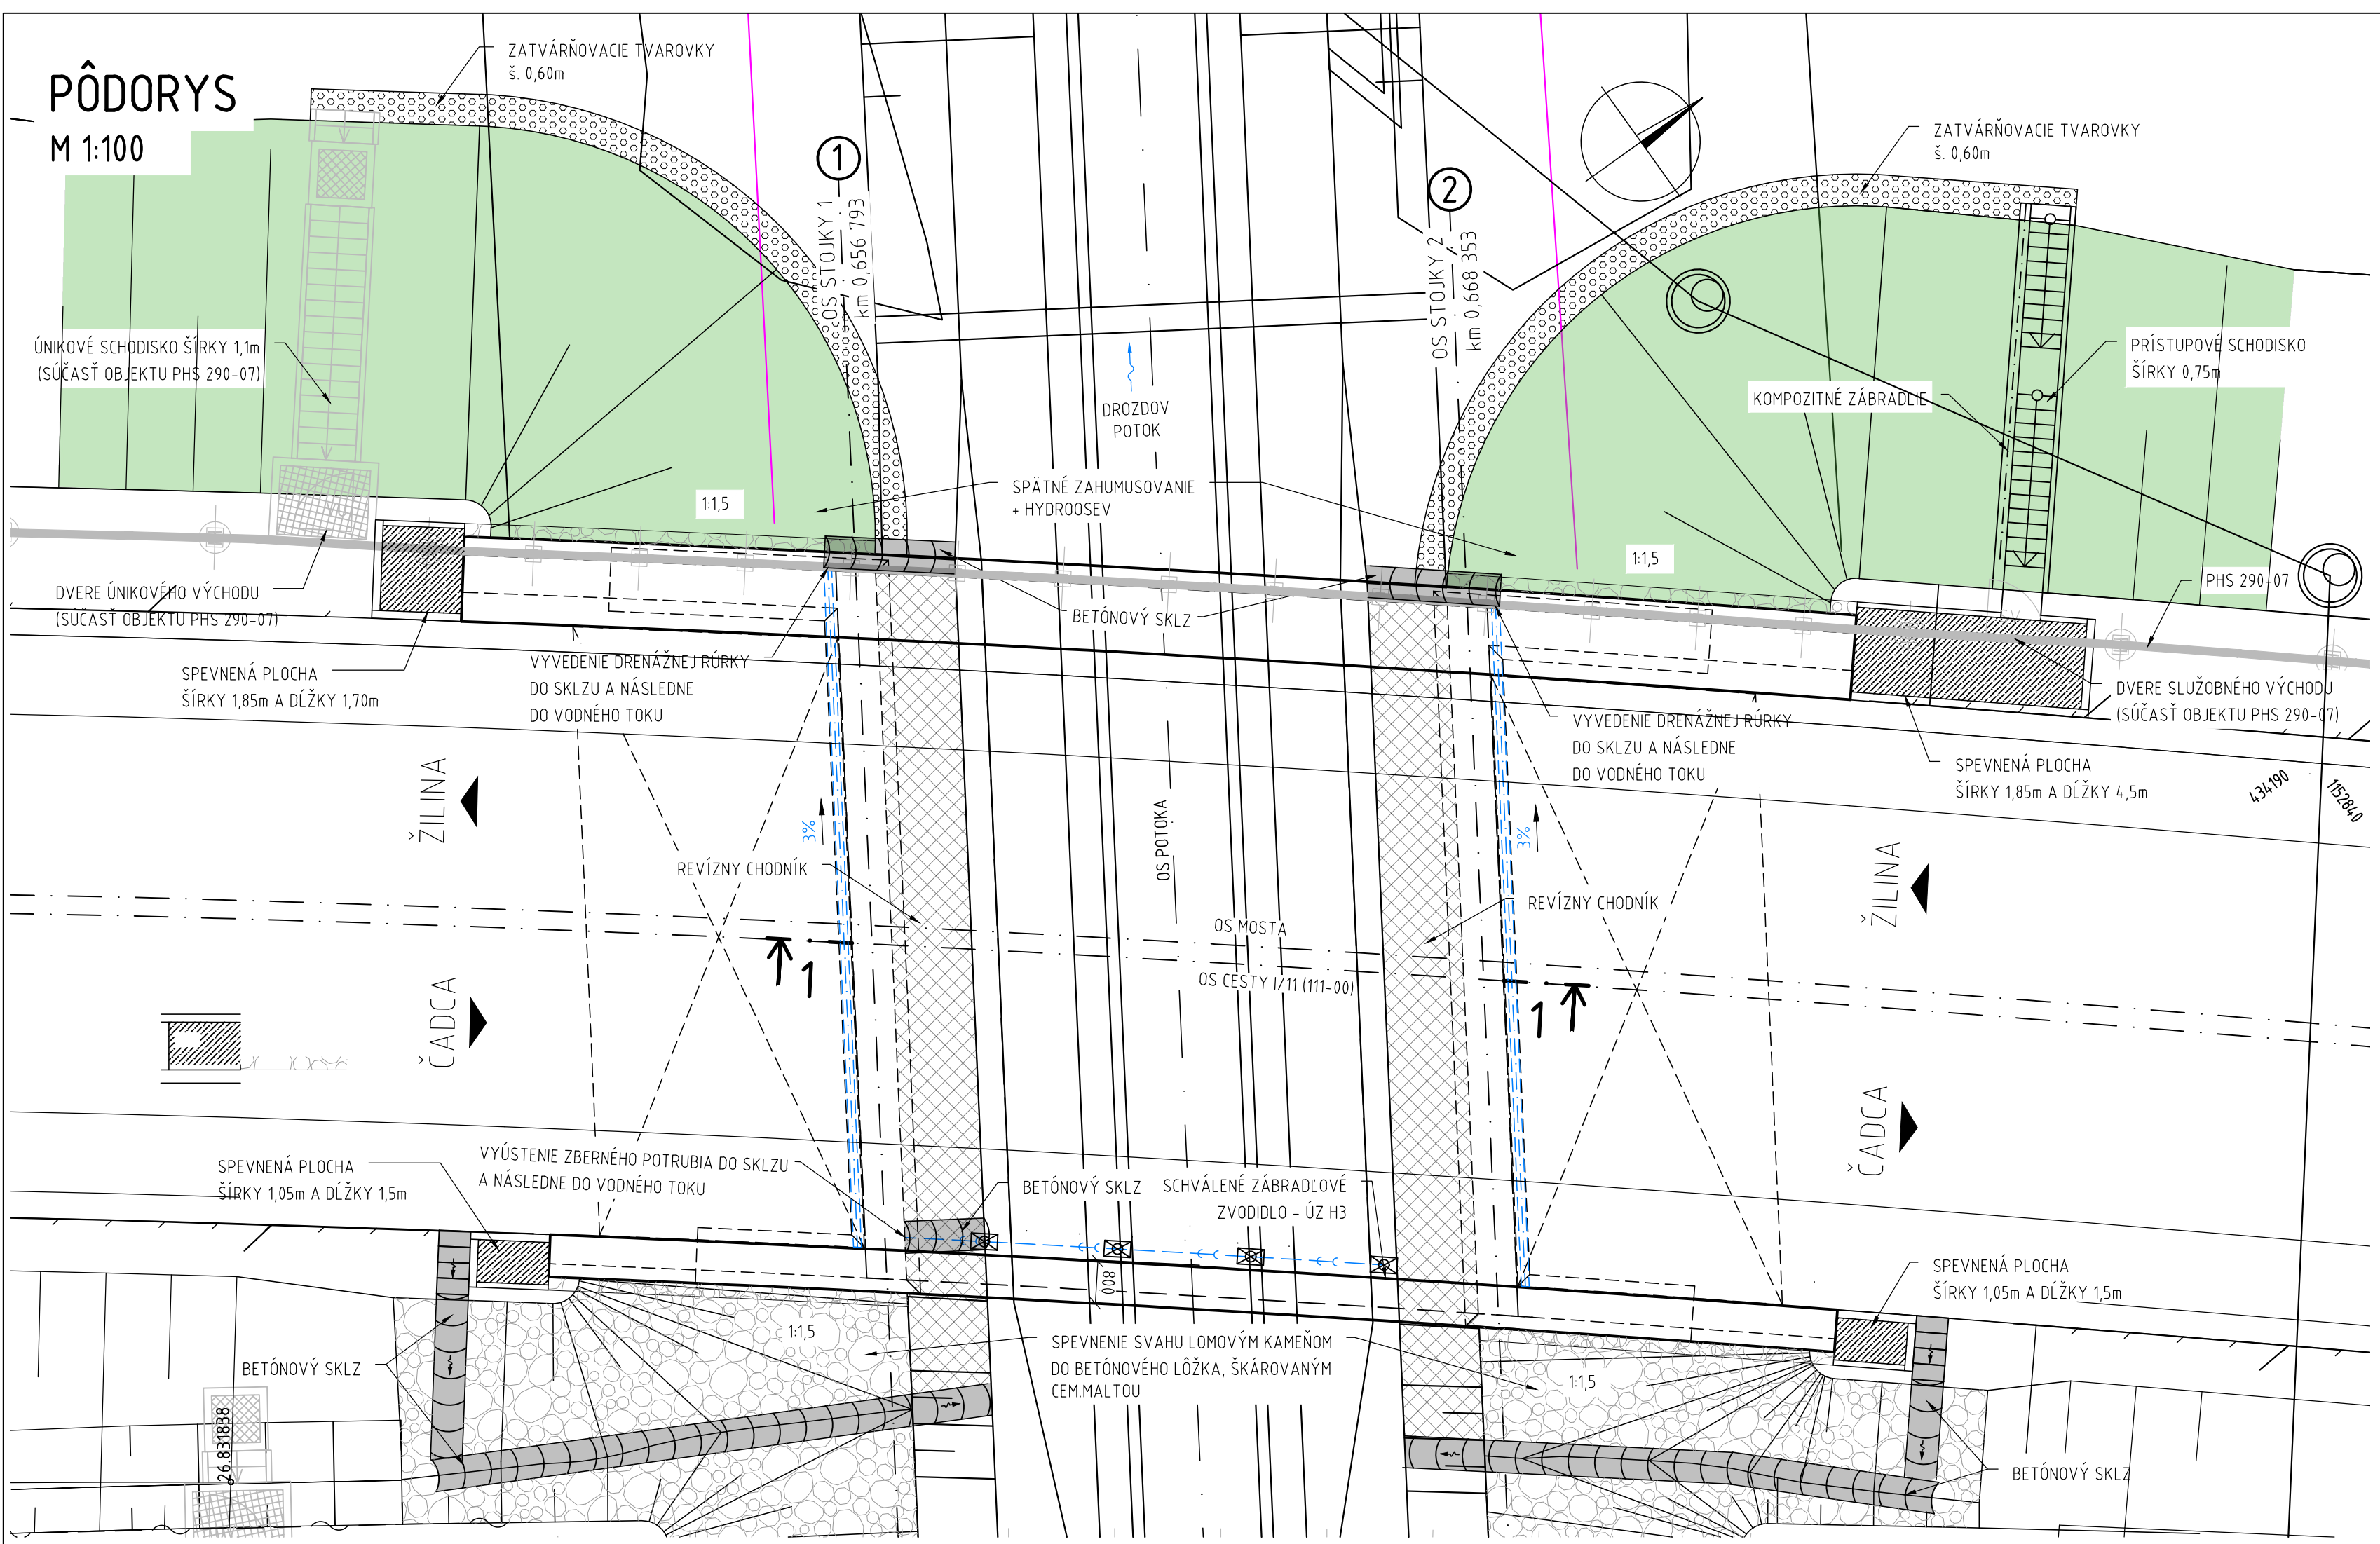 PÔDORYS
M 1:100
ZATVÁRŇOVACIE TVAROVKY
š. 0,60m
1
OS STOJKY 1
km 0,656 793
2
OS STOJKY 2
km 0,668 353
ZATVÁRŇOVACIE TVAROVKY
š. 0,60m
ÚNIKOVÉ SCHODISKO ŠÍRKY 1,1m
(SÚČASŤ OBJEKTU PHS 290-07)
PRÍSTUPOVÉ SCHODISKO
ŠÍRKY 0,75m
KOMPOZITNÉ ZÁBRADLIE
DROZDOV
POTOK
SPÄTNÉ ZAHUMUSOVANIE
+ HYDROOSEV
1:1,5
1:1,5
DVERE ÚNIKOVÉHO VÝCHODU
(SÚČASŤ OBJEKTU PHS 290-07)
BETÓNOVÝ SKLZ
PHS 290-07
SPEVNENÁ PLOCHA
ŠÍRKY 1,85m A DĹŽKY 1,70m
VYVEDENIE DRENÁŽNEJ RÚRKY
DO SKLZU A NÁSLEDNE
DO VODNÉHO TOKU
VYVEDENIE DRENÁŽNEJ RÚRKY
DO SKLZU A NÁSLEDNE
DO VODNÉHO TOKU
DVERE SLUŽOBNÉHO VÝCHODU
(SÚČASŤ OBJEKTU PHS 290-07)
SPEVNENÁ PLOCHA
ŠÍRKY 1,85m A DĹŽKY 4,5m
434190
1152840
ŽILINA
3%
OS POTOKA
3%
ŽILINA
REVÍZNY CHODNÍK
REVÍZNY CHODNÍK
OS MOSTA
OS CESTY I/11 (111-00)
1
1
ČADCA
ČADCA
SPEVNENÁ PLOCHA
ŠÍRKY 1,05m A DĹŽKY 1,5m
VYÚSTENIE ZBERNÉHO POTRUBIA DO SKLZU
A NÁSLEDNE DO VODNÉHO TOKU
BETÓNOVÝ SKLZ
SCHVÁLENÉ ZÁBRADĽOVÉ
ZVODIDLO - ÚZ H3
800
SPEVNENÁ PLOCHA
ŠÍRKY 1,05m A DĹŽKY 1,5m
1:1,5
SPEVNENIE SVAHU LOMOVÝM KAMEŇOM
DO BETÓNOVÉHO LÔŽKA, ŠKÁROVANÝM
CEM.MALTOU
1:1,5
BETÓNOVÝ SKLZ
26.831838
BETÓNOVÝ SKLZ